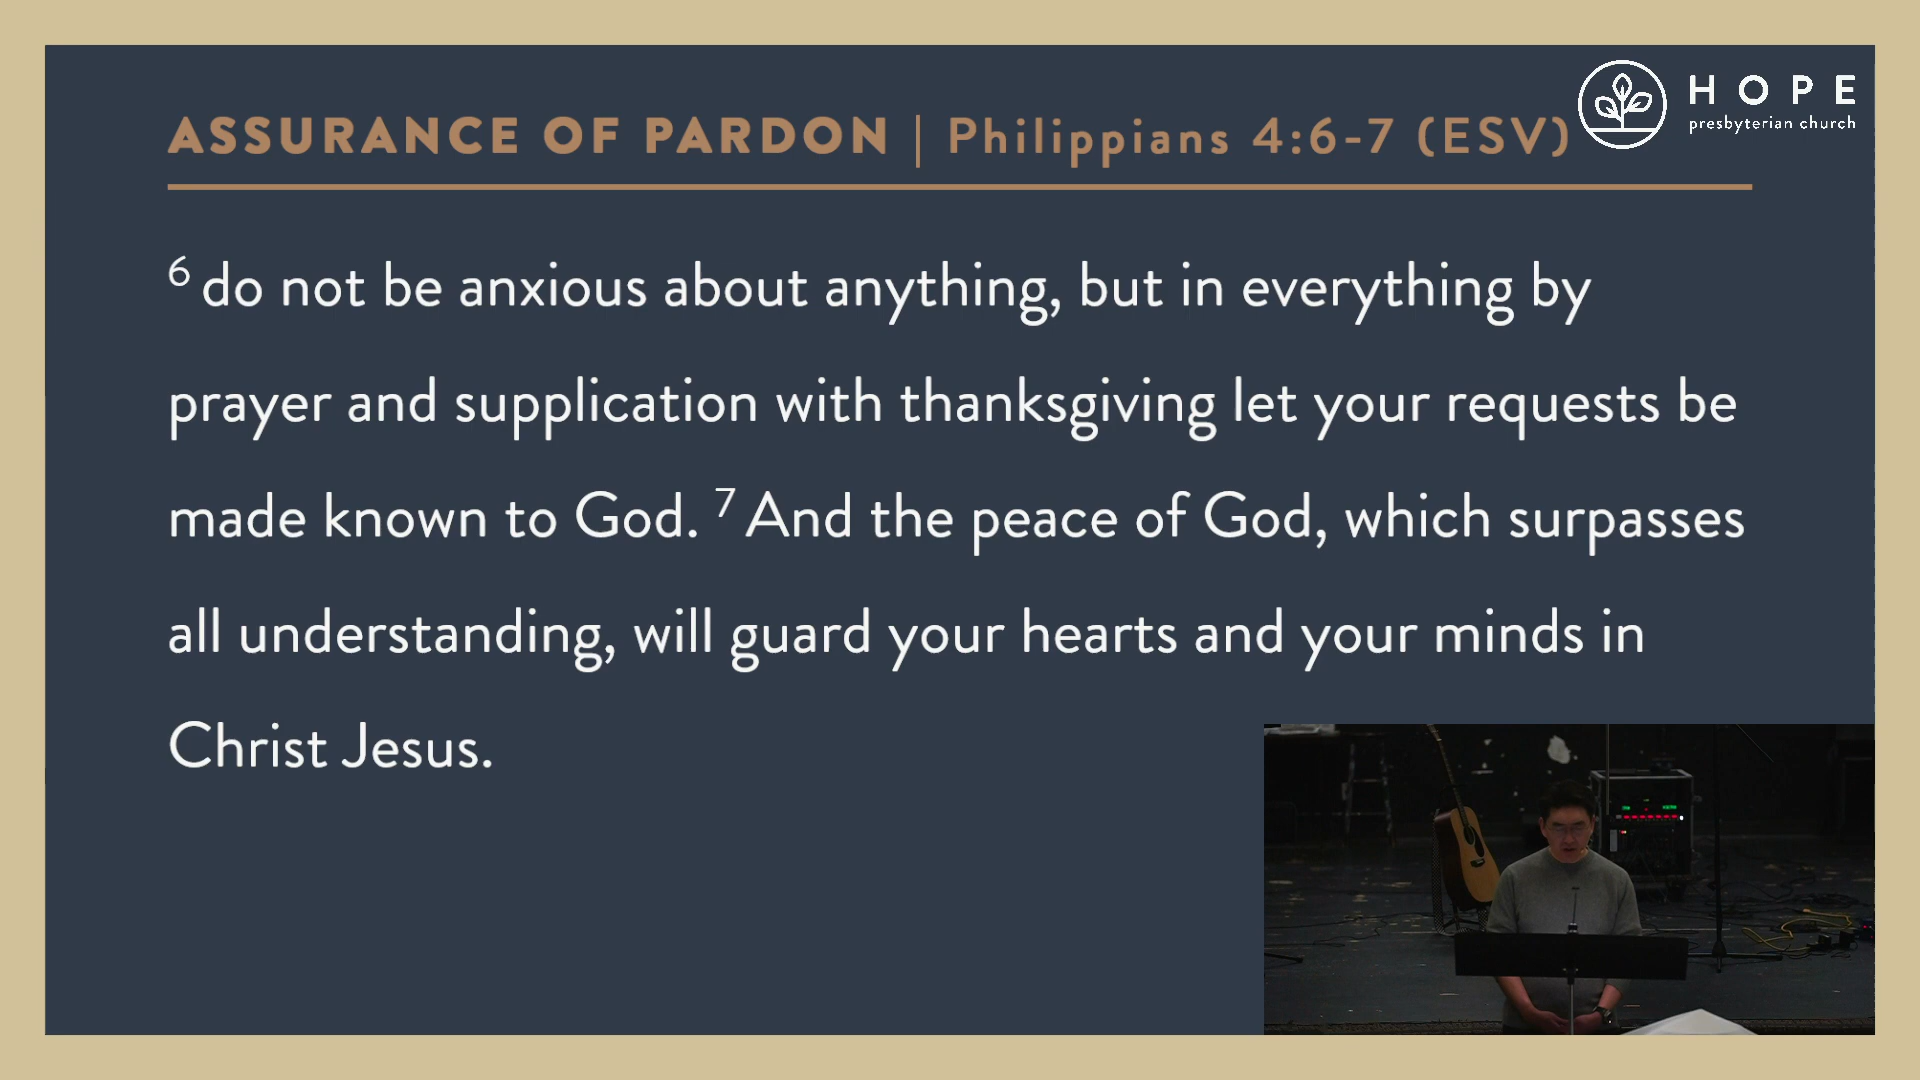 ASSURANCE OF PARDON | Philippians 4:6-7 (ESV)
HOPE
presbyterian church
6 do not be anxious about anything, but in everything by
prayer and supplication with thanksgiving let your requests be
made known to God. 7 And the peace of God, which surpasses
all understanding, will guard your hearts and your minds in
Christ Jesus.